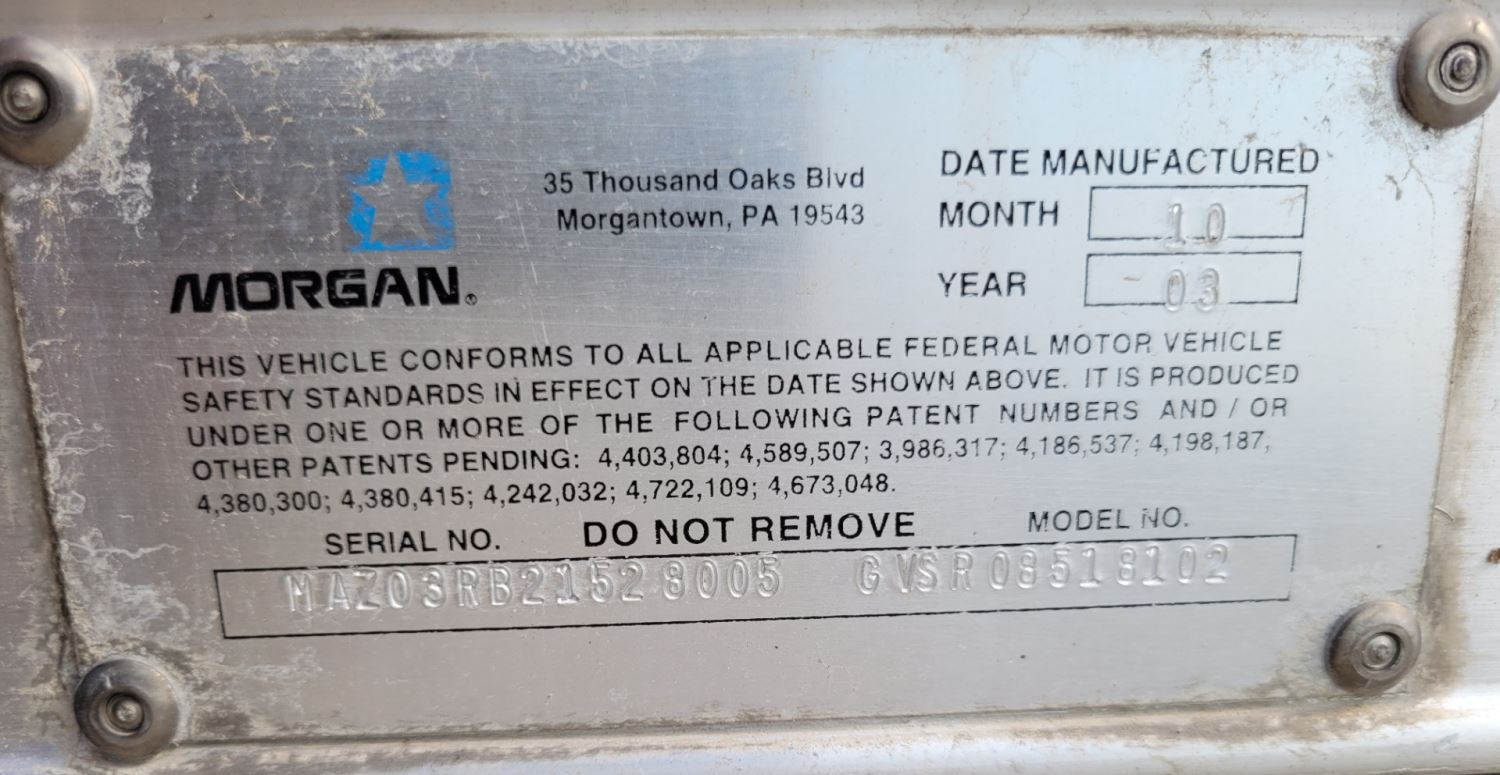 35 Thousand Oaks Blvd
Morgantown, PA 19543
MORGAN®
DATE MANUFACTURED
MONTH 10
YEAR - 03
THIS VEHICLE CONFORMS TO ALL APPLICABLE FEDERAL MOTOR VEHICLE
SAFETY STANDARDS IN EFFECT ON THE DATE SHOWN ABOVE. IT IS PRODUCED
UNDER ONE OR MORE OF THE FOLLOWING PATENT NUMBERS AND / OR
OTHER PATENTS PENDING: 4,403,804; 4,589,507; 3,986,317; 4,186,537; 4,198,187,
4,380,300; 4,380,415; 4,242,032; 4,722,109; 4,673,048.
SERIAL NO. DO NOT REMOVE MODEL NO.
MAZ03RB21528005 GVSR08518102